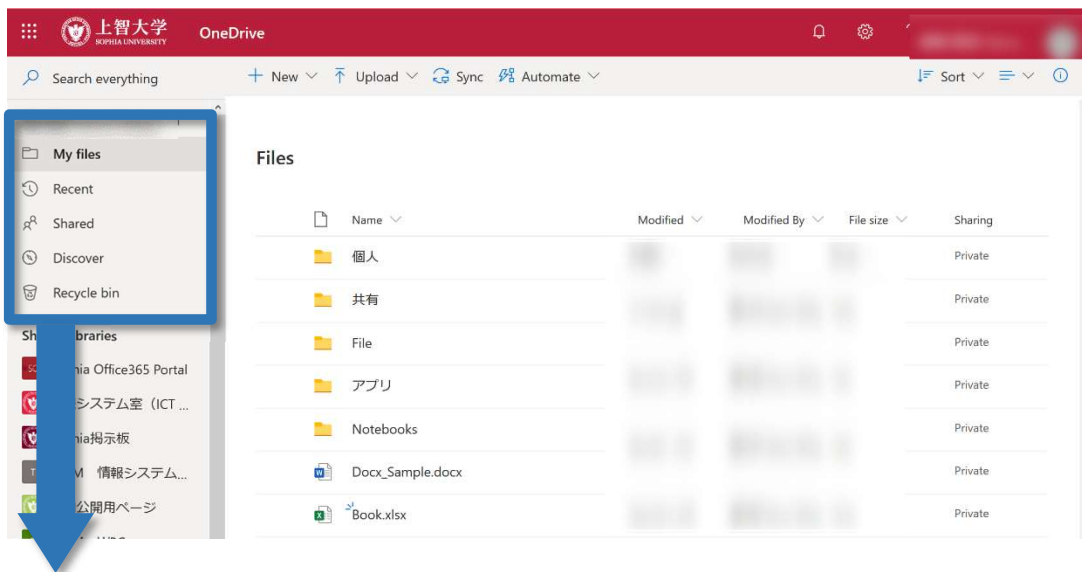 上智大学
SOPHIA UNIVERSITY
OneDrive
Search everything
New
Upload
Sync
Automate
Sort
My files
Recent
Shared
Discover
Recycle bin
Sh braries
nia Office365 Portal
システム室（ICT ...
nia掲示板
M 情報システム...
公開用ページ
Files
Name Modified Modified By File size Sharing
個人 Private
共有 Private
File Private
アプリ Private
Notebooks Private
Docx_Sample.docx Private
Book.xlsx Private